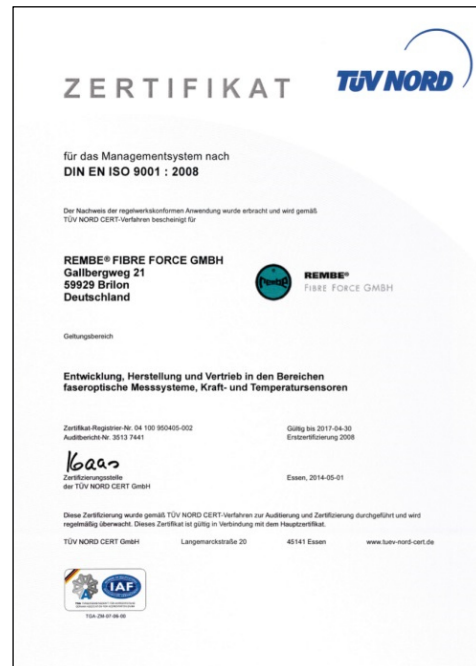 ZERTIFIKAT
TÜV NORD
für das Managementsystem nach
DIN EN ISO 9001 : 2008
Der Nachweis der regelwerkskonformen Anwendung wurde erbracht und wird gemäß
TÜV NORD CERT-Verfahren bescheinigt für
REMBE® FIBRE FORCE GMBH
Gallbergweg 21
59929 Brilon
Deutschland
REMBE
REMBE®
FIBRE FORCE GMBH
Geltungsbereich
Entwicklung, Herstellung und Vertrieb in den Bereichen
faseroptische Messsysteme, Kraft- und Temperatursensoren
Zertifikat-Registrier-Nr. 04 100 950405-002
Auditbericht-Nr. 3513 7441
Gültig bis 2017-04-30
Erstzertifizierung 2008
Zertifizierungsstelle
der TÜV NORD CERT GmbH
Essen, 2014-05-01
Diese Zertifizierung wurde gemäß TÜV NORD CERT-Verfahren zur Auditierung und Zertifizierung durchgeführt und wird
regelmäßig überwacht. Dieses Zertifikat ist gültig in Verbindung mit dem Hauptzertifikat.
TÜV NORD CERT GmbH Langemarckstraße 20 45141 Essen www.tuev-nord-cert.de
IAF
TGA-ZM-07-06-00